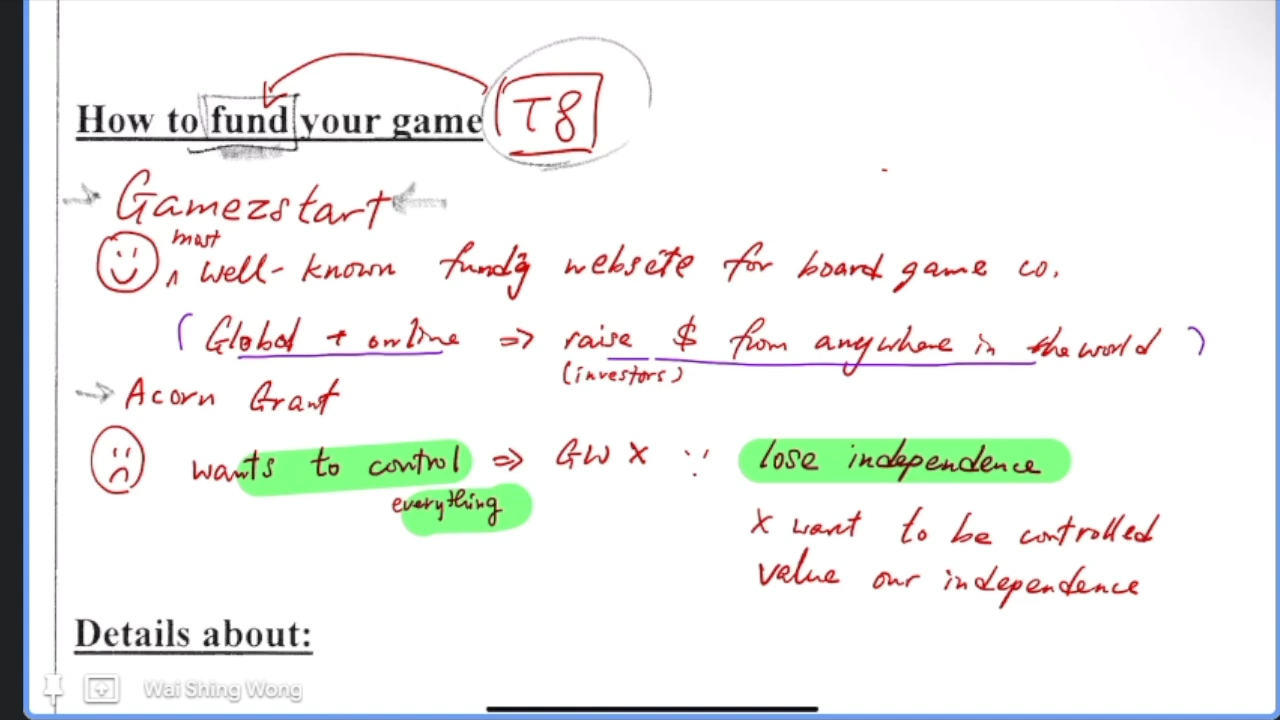 How to fund your game T8
Gamezstart
most
well-known fundg website for board game co.
(Global + online ⇒ raise $ from anywhere in the world)
(investors)
Acorn Grant
wants to control ⇒ GW X ∵ lose independence
everything
x want to be controlled
value our independence
Details about:
Wai Shing Wong